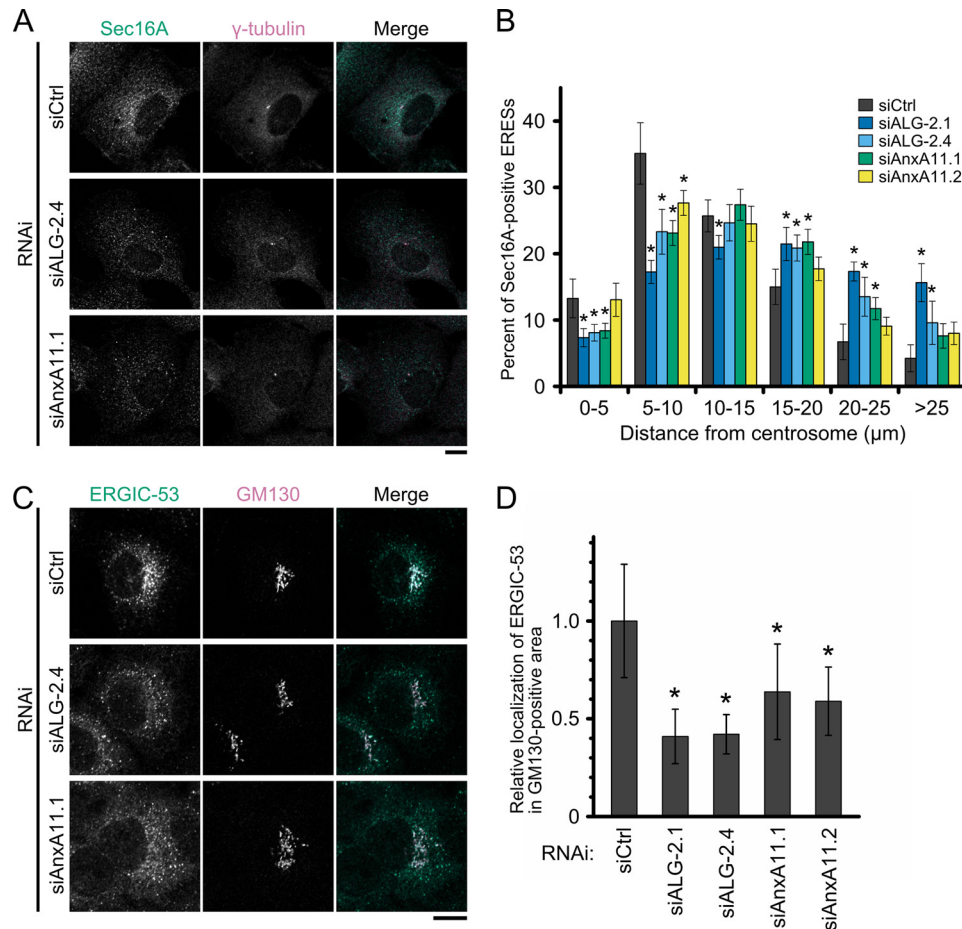 A
Sec16A γ-tubulin Merge
RNAi
siCtrl
siALG-2.4
siAnxA11.1
B
Percent of Sec16A-positive ERESs
40
30
20
10
0
siCtrl
siALG-2.1
siALG-2.4
siAnxA11.1
siAnxA11.2
* * * * * * * * * * * * * * * *
0-5 5-10 10-15 15-20 20-25 >25
Distance from centrosome (μm)
C
ERGIC-53 GM130 Merge
RNAi
siCtrl
siALG-2.4
siAnxA11.1
D
Relative localization of ERGIC-53
in GM130-positive area
1.0
0.5
0
* * * *
RNAi:
siCtrl
siALG-2.1
siALG-2.4
siAnxA11.1
siAnxA11.2